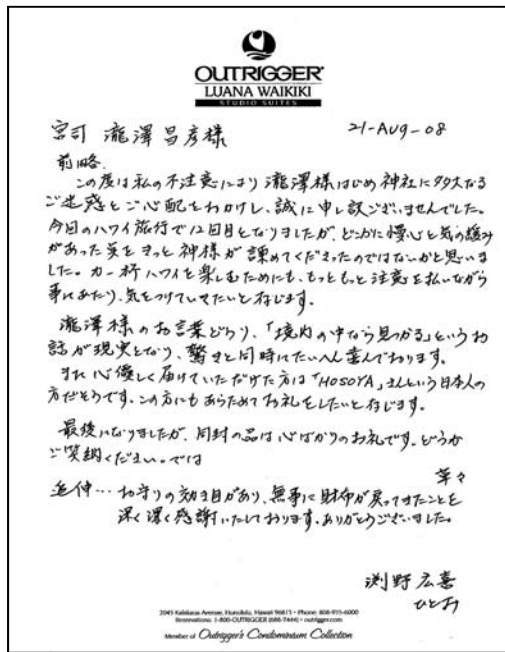 OUTRIGGER
LUANA WAIKIKI
STUDIO SUITES
宮司 瀧澤昌彦様 21-AUG-08
前略
この度は私の不注意により瀧澤様はじめ神社に多大なる
ご迷惑とご心配をおかけし、誠に申し訳ございませんでした。
今回のハワイ旅行で12回目となりましたが、どこかに慢心と気の緩み
があった矢をきっと神様が諫めてくださったのではないかと思いま
した。カ一杯ハワイを楽しむためにも、もっともっと注意を払いながら
事にあたり、気をつけていきたいと存じます。
瀧澤様のお言葉どおり、「境内の中なら見つかる」というお
話が現実となり、驚きと同時にたいへん喜んでおります。
また心優しく届けていただけた方は「HOSOYA」さんという日本人の
方だそうです。この方にもあらためてお礼をしたいと存じます。
最後になりましたが、同封の品は心ばかりのお礼です。どうか
ご笑納ください。では
草々
追伸…お守りの効き目があり、無事に財布が戻ってきたことを
深く深く感謝いたしております。ありがとうございました。
渕野広喜
ひとみ
2045 Kalakaua Avenue, Honolulu, Hawaii 96815 • Phone: 808-955-6000
Reservations: 1-800-OUTRIGGER (688-7444) • outrigger.com
Member of Outrigger's Condominium Collection